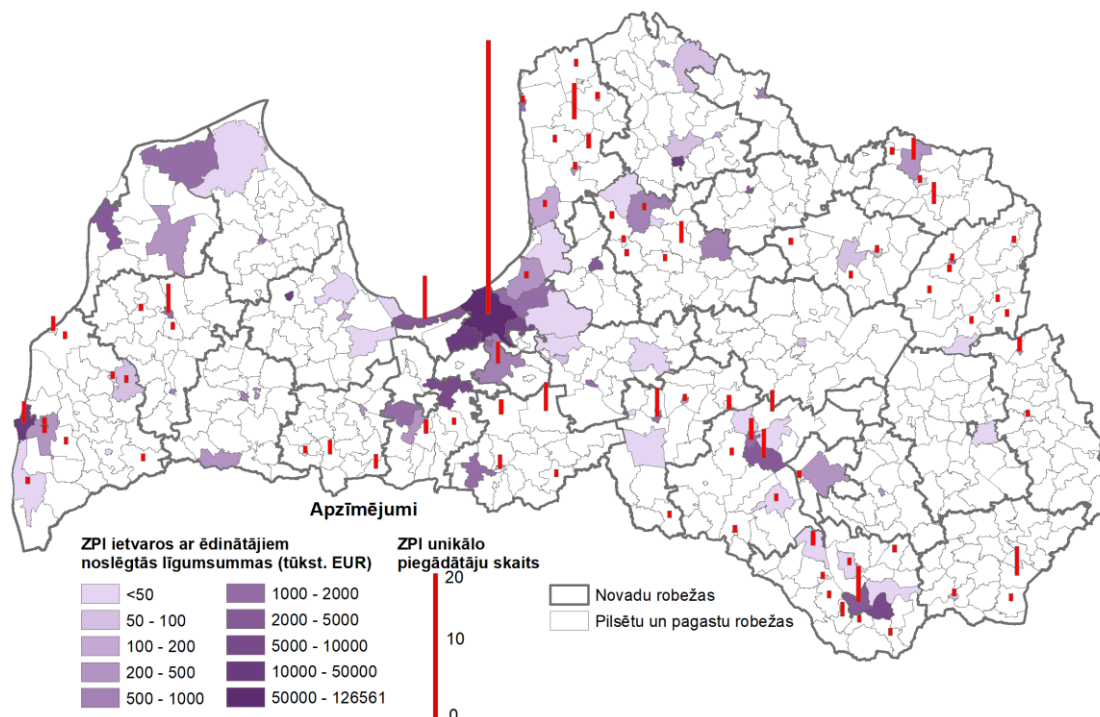 Apzīmējumi
ZPI ietvaros ar ēdinātājiem
noslēgtās līgumsummas (tūkst. EUR)
<50
50 - 100
100 - 200
200 - 500
500 - 1000
1000 - 2000
2000 - 5000
5000 - 10000
10000 - 50000
50000 - 126561
ZPI unikālo
piegādātāju skaits
20
10
0
Novadu robežas
Pilsētu un pagastu robežas